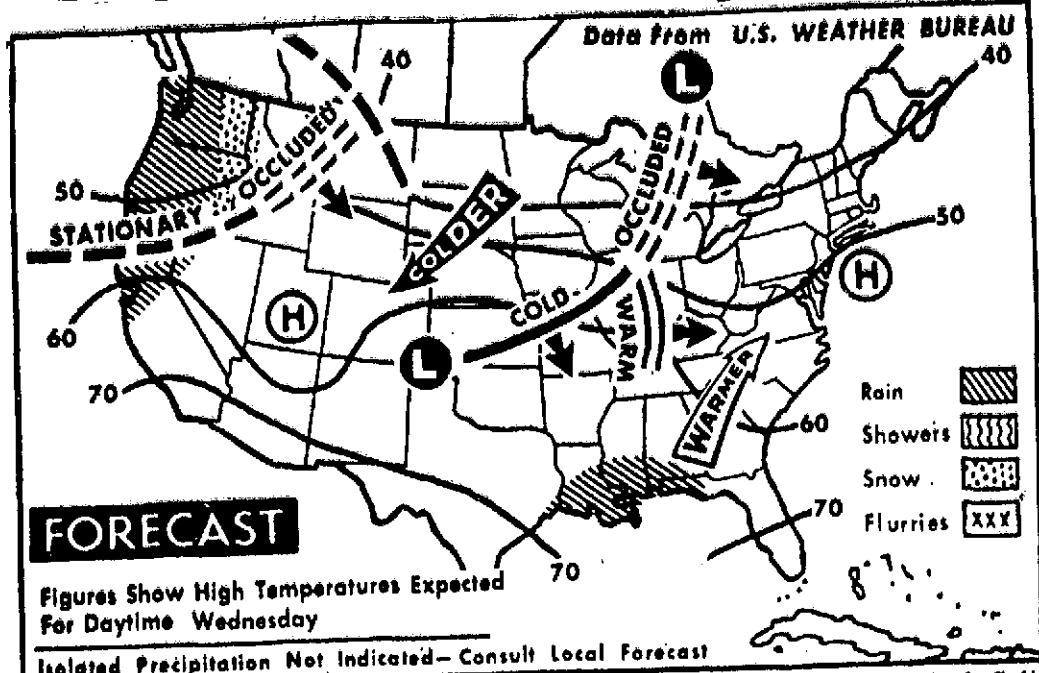 Data from U.S. WEATHER BUREAU
40
40
L
OCCLUDED
OCCLUDED
50
STATIONARY
COLDER
50
H
H
60
COLD
WARM
L
WARMER
70
60
Rain
Showers
Snow
Flurries XXX
70
70
FORECAST
Figures Show High Temperatures Expected
For Daytime Wednesday
Isolated Precipitation Not Indicated—Consult Local Forecast